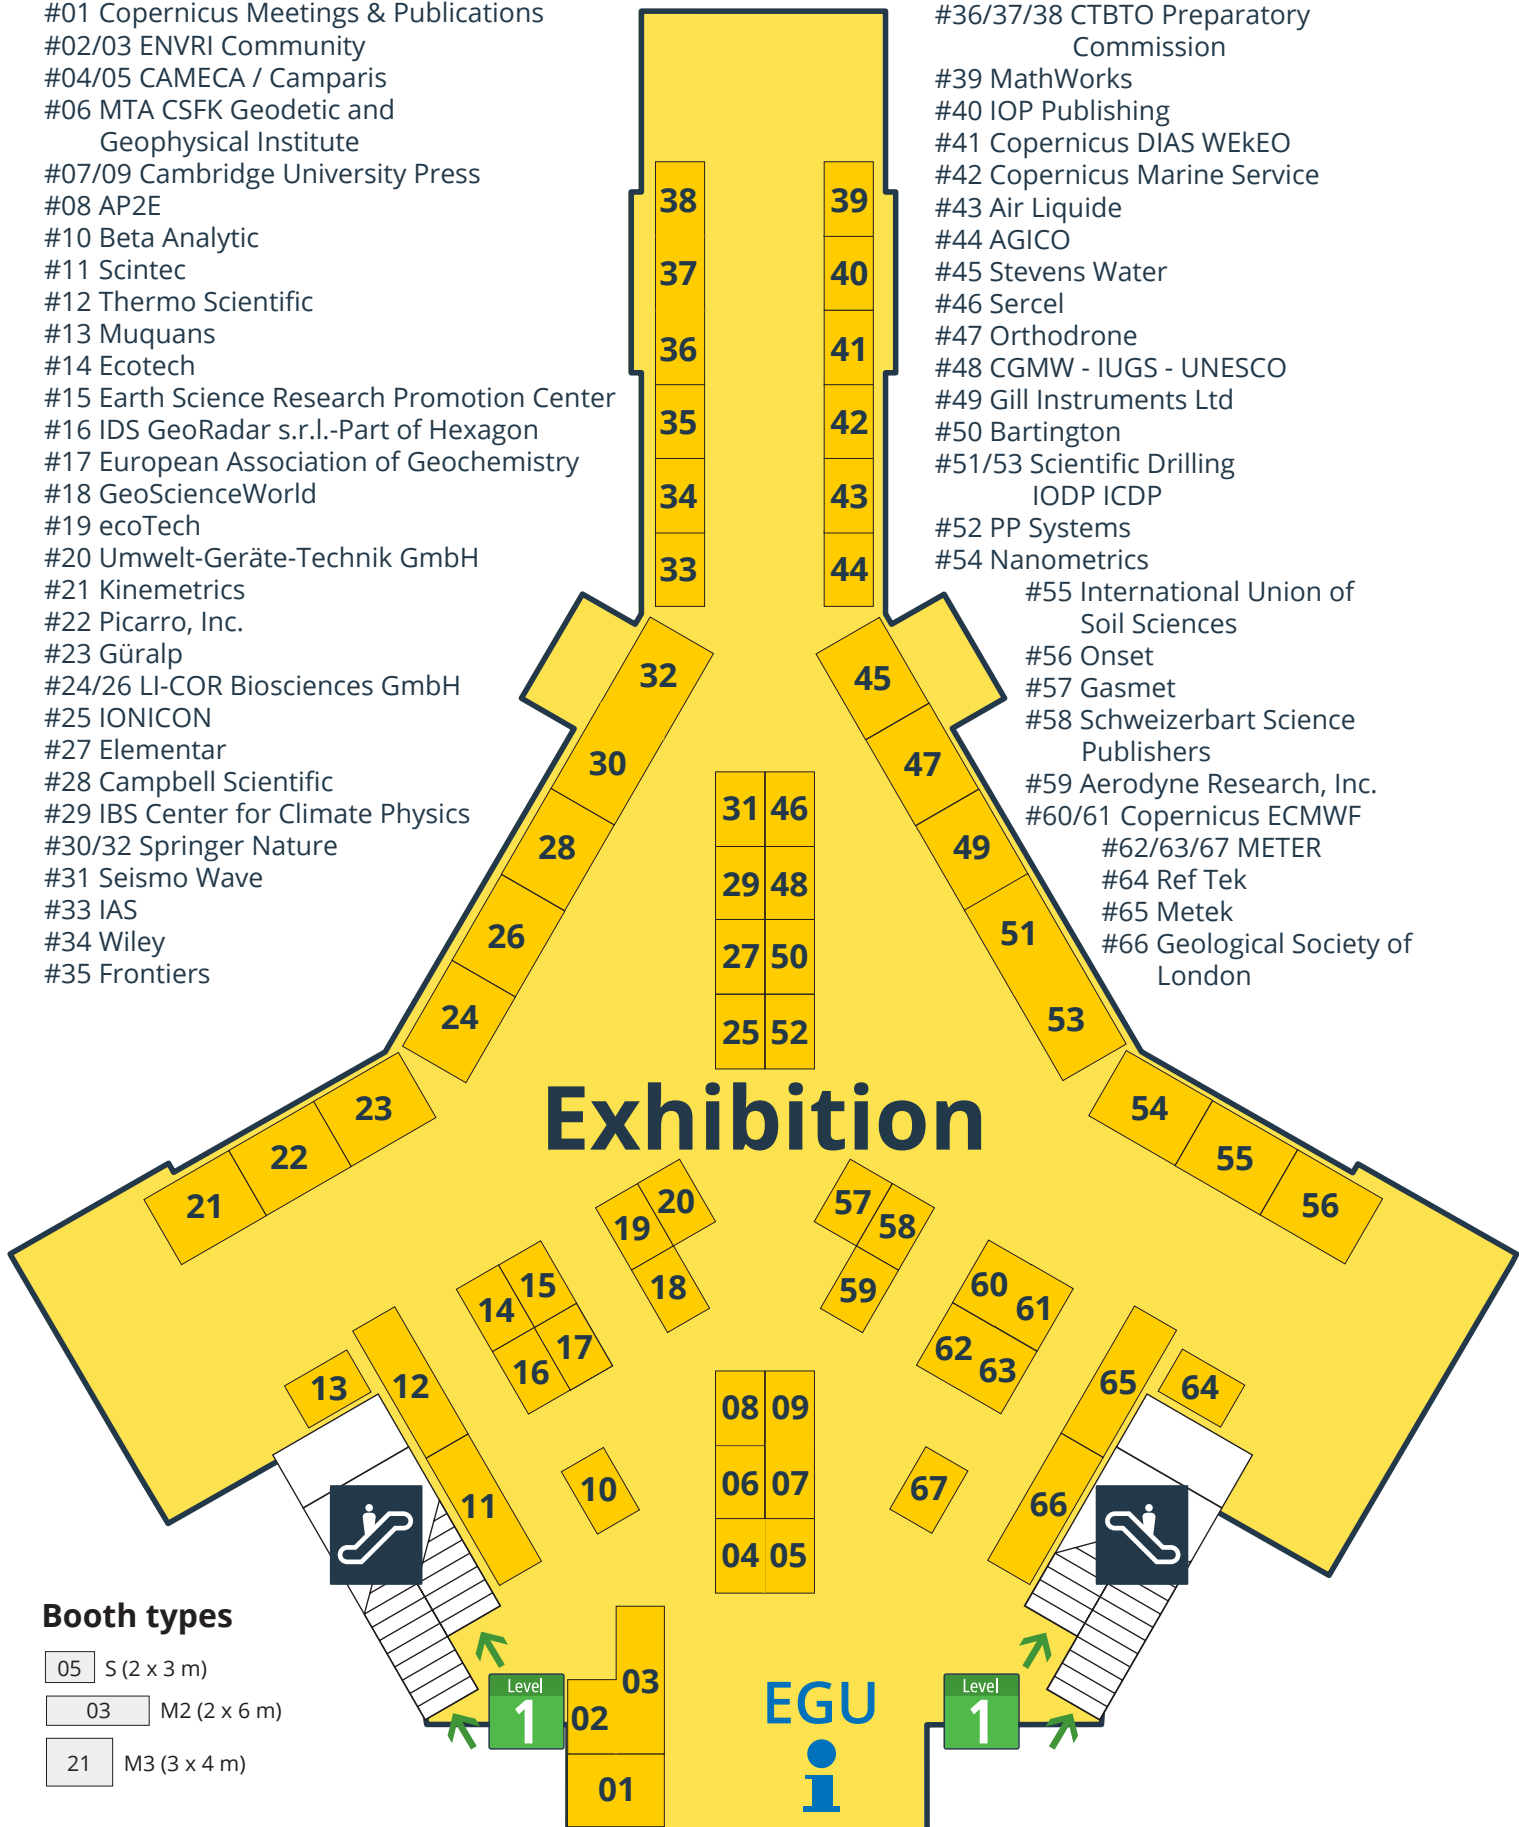 #01 Copernicus Meetings & Publications
#02/03 ENVRI Community
#04/05 CAMECA / Camparis
#06 MTA CSFK Geodetic and
Geophysical Institute
#07/09 Cambridge University Press
#08 AP2E
#10 Beta Analytic
#11 Scintec
#12 Thermo Scientific
#13 Muquans
#14 Ecotech
#15 Earth Science Research Promotion Center
#16 IDS GeoRadar s.r.l.-Part of Hexagon
#17 European Association of Geochemistry
#18 GeoScienceWorld
#19 ecoTech
#20 Umwelt-Geräte-Technik GmbH
#21 Kinemetrics
#22 Picarro, Inc.
#23 Güralp
#24/26 LI-COR Biosciences GmbH
#25 IONICON
#27 Elementar
#28 Campbell Scientific
#29 IBS Center for Climate Physics
#30/32 Springer Nature
#31 Seismo Wave
#33 IAS
#34 Wiley
#35 Frontiers
#36/37/38 CTBTO Preparatory
Commission
#39 MathWorks
#40 IOP Publishing
#41 Copernicus DIAS WEkEO
#42 Copernicus Marine Service
#43 Air Liquide
#44 AGICO
#45 Stevens Water
#46 Sercel
#47 Orthodrone
#48 CGMW - IUGS - UNESCO
#49 Gill Instruments Ltd
#50 Bartington
#51/53 Scientific Drilling
IODP ICDP
#52 PP Systems
#54 Nanometrics
#55 International Union of
Soil Sciences
#56 Onset
#57 Gasmet
#58 Schweizerbart Science
Publishers
#59 Aerodyne Research, Inc.
#60/61 Copernicus ECMWF
#62/63/67 METER
#64 Ref Tek
#65 Metek
#66 Geological Society of
London
38 39
37 40
36 41
35 42
34 43
33 44
32 45
30 47
31 46
28 49
29 48
26 51
27 50
24 53
25 52
Exhibition
23 54
22 55
21 56
20 57
19 58
18 59
15 60
14 61
17 62
16 63
13 12 65 64
08 09
11 10 06 07 67 66
04 05
03
02
01
Level
1
EGU
i
Level
1
Booth types
05 S (2 x 3 m)
03 M2 (2 x 6 m)
21 M3 (3 x 4 m)